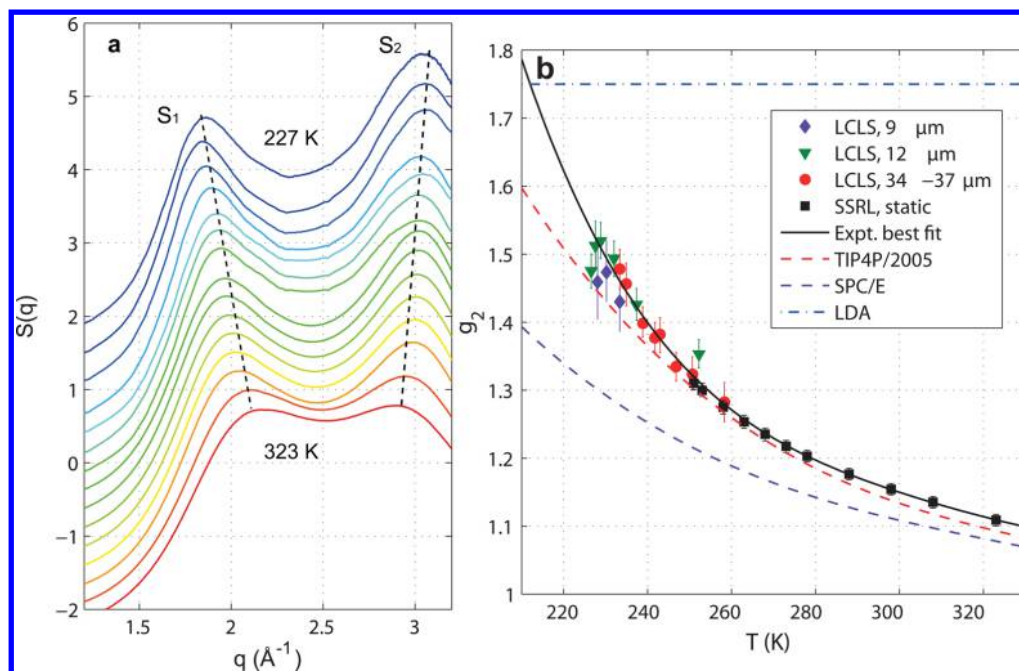 a
S1
S2
227 K
323 K
6
5
4
3
2
1
0
−1
−2
S(q)
1.5
2
2.5
3
q (Å-1)
b
LCLS, 9 μm
LCLS, 12 μm
LCLS, 34 −37 μm
SSRL, static
Expt. best fit
TIP4P/2005
SPC/E
LDA
1.8
1.7
1.6
1.5
1.4
1.3
1.2
1.1
1
g2
220
240
260
280
300
320
T (K)